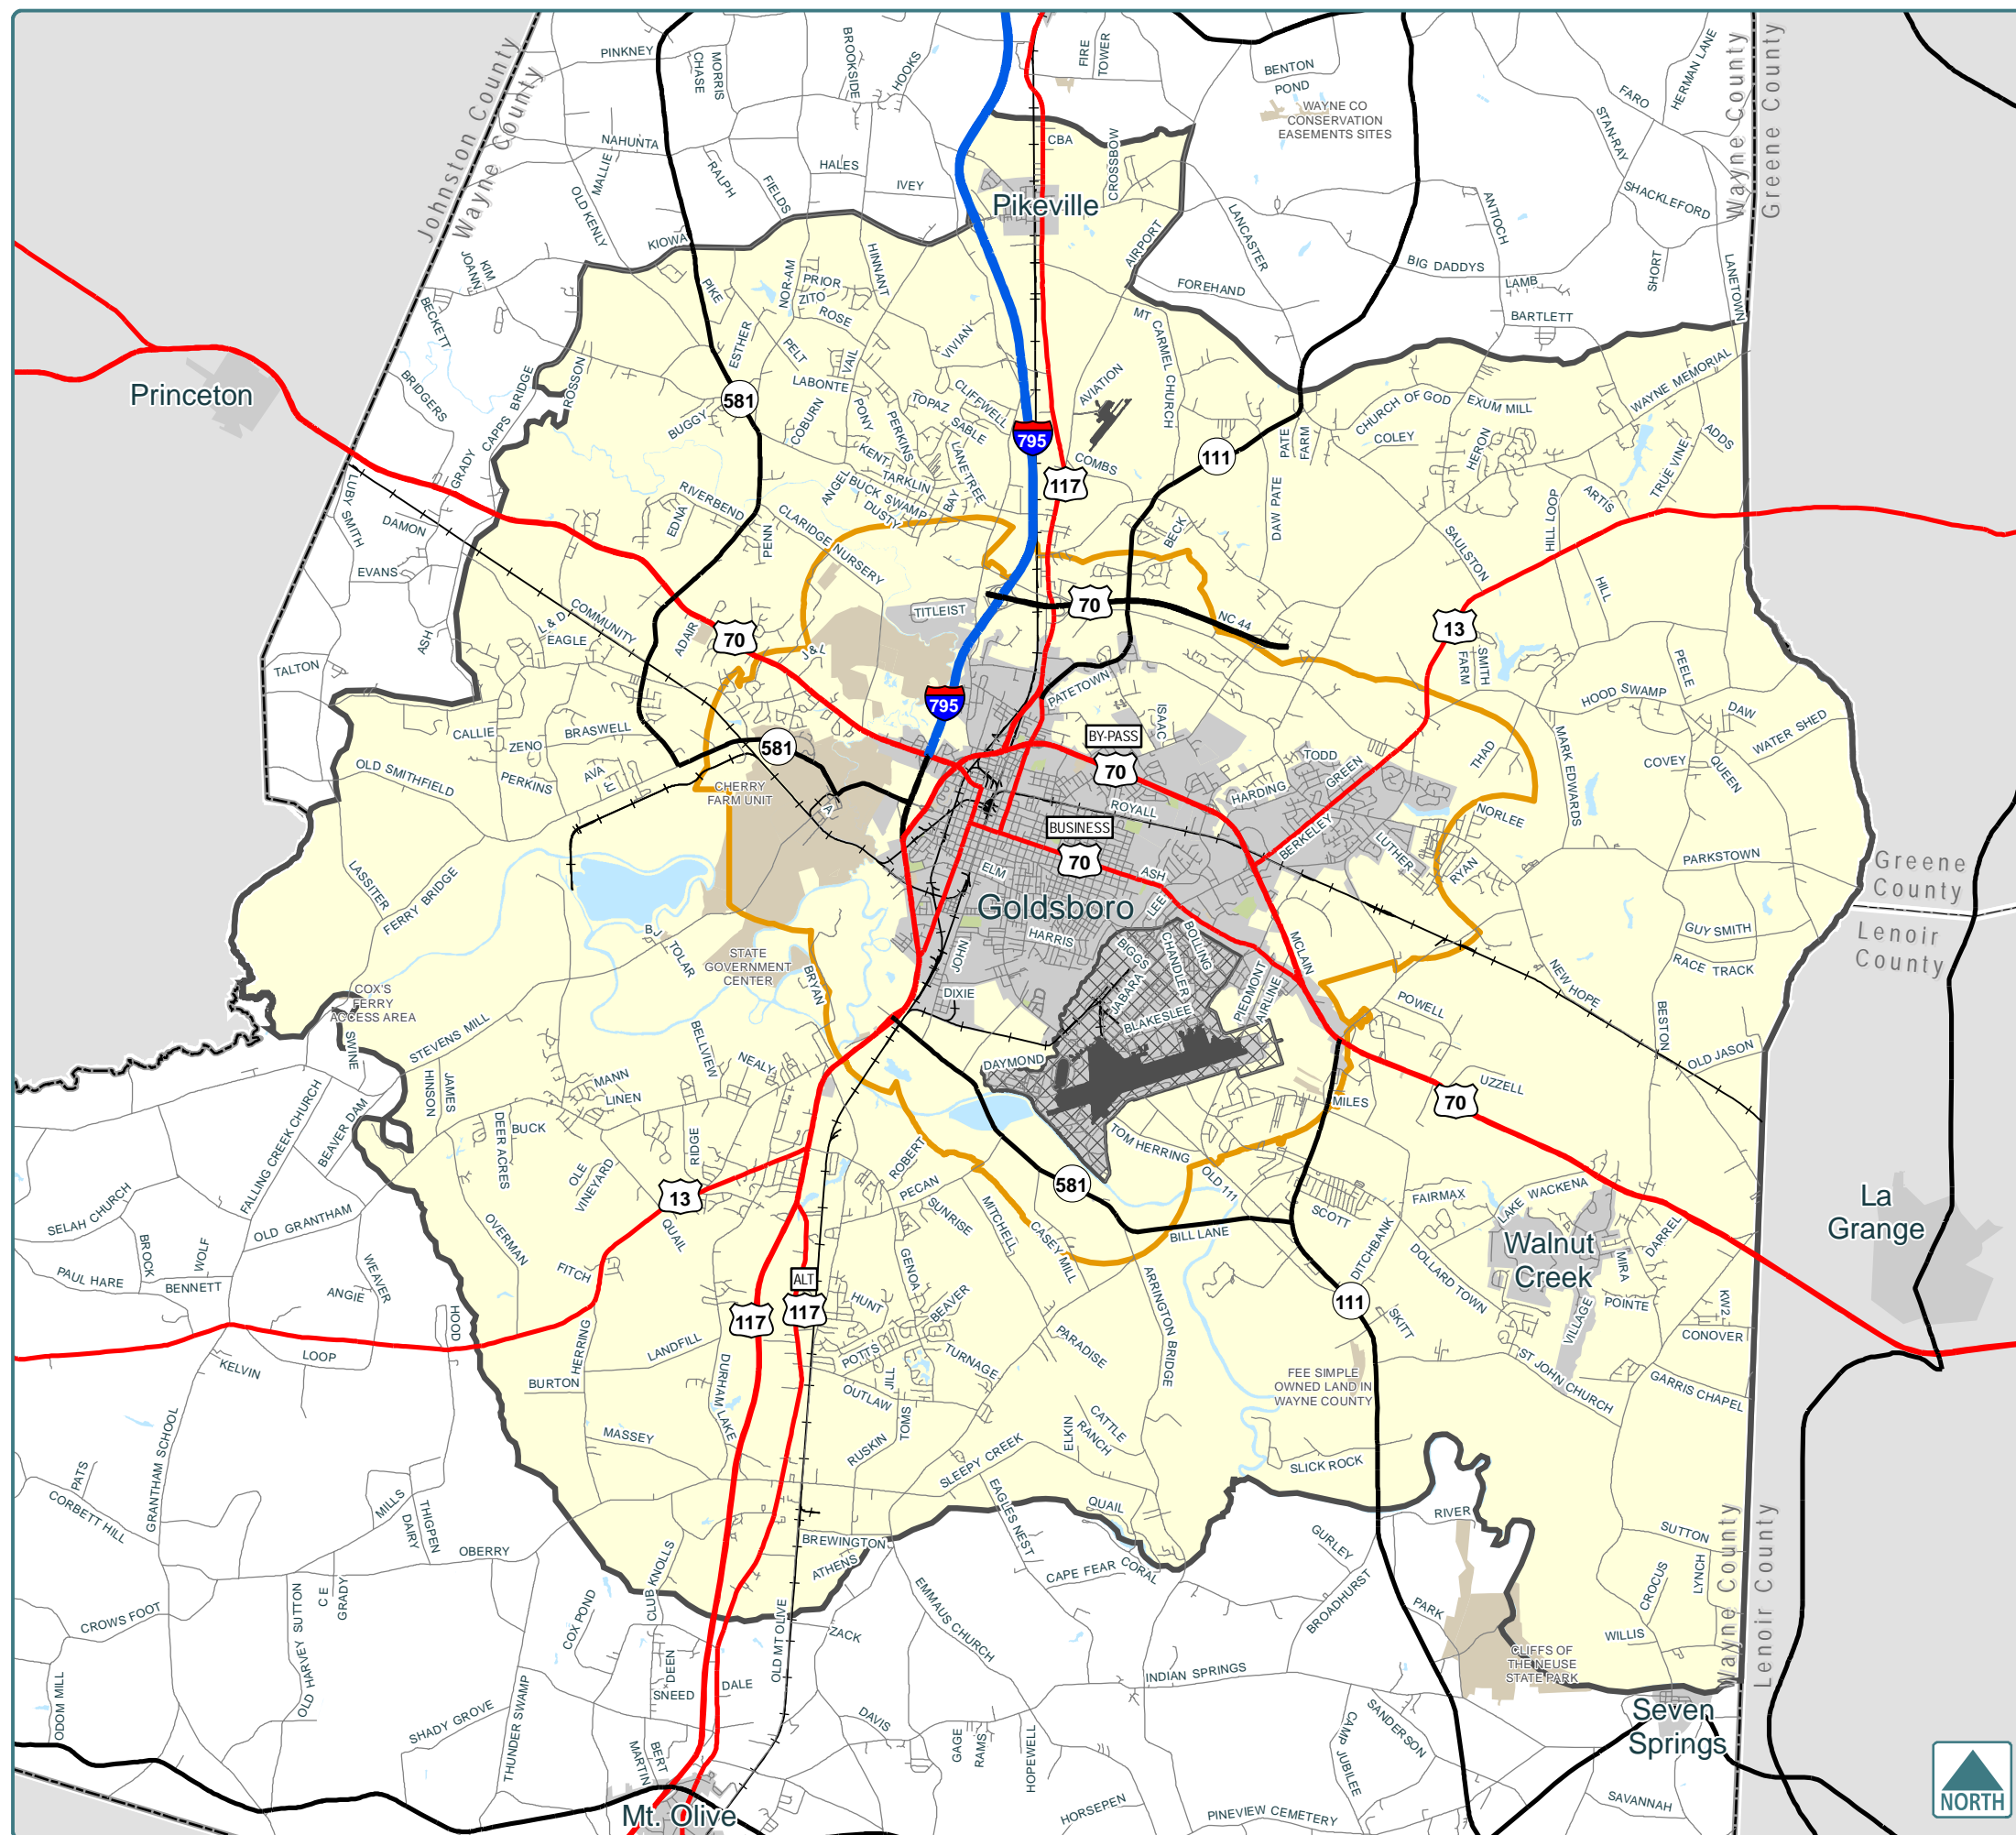 PINKNEY
MORRIS
CHASE
BROOKSIDE
HOOKS
FIRE
TOWER
BENTON
POND
WAYNE CO
CONSERVATION
EASEMENTS SITES
FARO
HERMAN LANE
STAN-RAY
Johnston County
Wayne County
Wayne County
Greene County
NAHUNTA
MALLIE
RALPH
FIELDS
HALES
IVEY
OLD KENLY
KIOWA
CBA
CROSSBOW
Pikeville
AIRPORT
LANCASTER
FOREHAND
ANTIOCH
SHACKLEFORD
BIG DADDYS
LAMB
SHORT
LANETOWN
BARTLETT
KIM
JOANN
BECKETT
BRIDGERS
GRADY
CAPPS BRIDGE
ROSSON
PIKE
NOR-AM
PRIOR
ZITO
ROSE
HINNANT
ESTHER
PELT
VAIL
LABONTE
VIVIAN
CLIFFWELL
TOPAZ
SABLE
PONY
PERKINS
COBURN
BUGGY
581
KENT
TARKLIN
LANETREE
BAY
ANGEL
BUCK SWAMP
DUSTY
795
AVIATION
COMBS
117
MT CARMEL CHURCH
111
PATE
FARM
CHURCH OF GOD
EXUM MILL
COLEY
HERON
WAYNE MEMORIAL
ADDS
TRUE VINE
ARTIS
HILL LOOP
DAW PATE
BECK
SAULSTON
HILL
Princeton
LUBY
SMITH
DAMON
EVANS
ASH
TALTON
RIVERBEND
EDNA
PENN
CLARIDGE NURSERY
L & D
COMMUNITY
EAGLE
ADAIR
70
J & L
TITLEIST
70
NC 44
13
SMITH
FARM
HOOD SWAMP
PEELE
DAW
WATER SHED
COVEY
QUEEN
THAD
MARK EDWARDS
795
PATETOWN
ISAAC
BY-PASS
70
TODD
GREEN
HARDING
ROYALL
BERKELEY
NORLEE
LUTHER
RYAN
PARKSTOWN
CALLIE
ZENO
BRASWELL
OLD SMITHFIELD
PERKINS
AVA
LJ
581
CHERRY
FARM UNIT
A
BUSINESS
70
ELM
ASH
LEE
Goldsboro
HARRIS
LASSITER
FERRY BRIDGE
BJ
TOLAR
STATE
GOVERNMENT
CENTER
BRYAN
JOHN
DIXIE
BIGGS
JABARA
CHANDLER
BOLLING
BLAKESLEE
PIEDMONT
AIRLINE
MCLAIN
DAYMOND
POWELL
NEW HOPE
GUY SMITH
RACE TRACK
BESTON
OLD JASON
Greene
County
Lenoir
County
COX'S
FERRY
ACCESS AREA
SWINE
STEVENS MILL
HINSON
JAMES
BELLVIEW
NEALY
MANN
LINEN
BUCK
DEER ACRES
RIDGE
OLE
VINEYARD
QUAIL
13
UZZELL
70
MILES
TOM HERRING
OLD 111
581
BILL LANE
SCOTT
FAIRMAX
LAKE WACKENA
DITCHBANK
DOLLARD TOWN
Walnut
Creek
MIRA
DARREL
VILLAGE
POINTE
KW2
CONOVER
La
Grange
FALLING CREEK CHURCH
BEAVER DAM
SELAH CHURCH
OLD GRANTHAM
BROCK
WOLF
WEAVER
PAUL HARE
BENNETT
ANGIE
HOOD
OVERMAN
FITCH
HERRING
LANDFILL
BURTON
KELVIN
LOOP
ROBERT
PECAN
SUNRISE
MITCHELL
CASEY MILL
GENOA
BEAVER
HUNT
ALT
117
117
POTTS
TURNAGE
JILL
OUTLAW
TOMS
PARADISE
ARRINGTON BRIDGE
111
SKITT
ST JOHN CHURCH
GARRIS CHAPEL
FEE SIMPLE
OWNED LAND IN
WAYNE COUNTY
DURHAM LAKE
MASSEY
RUSKIN
SLEEPY CREEK
ELKIN
CATTLE
RANCH
SLICK ROCK
EAGLES NEST
QUAIL
CORAL
CAPE FEAR
GURLEY
BROADHURST
RIVER
SUTTON
LYNCH
CROCUS
WILLIS
PARK
CLIFFS OF
THE NEUSE
STATE PARK
Wayne County
Lenoir County
GRANTHAM SCHOOL
PATS
CORBETT HILL
MILLS
THIGPEN
DAIRY
OBERRY
C E
GRADY
OLD HARVEY SUTTON
CROWS FOOT
ODOM MILL
SHADY GROVE
THUNDER SWAMP
COX POND
CLUB KNOLLS
BREWINGTON
ATHENS
OLD MT OLIVE
ZACK
EMMAUS CHURCH
DEEN
SNEED
DALE
MARTIN
BERT
DAVIS
GAGE
RAMS
HOPEWELL
HORSEPEN
INDIAN SPRINGS
CAMP JUBILEE
SANDERSON
PINEVIEW CEMETERY
SAVANNAH
Seven
Springs
Mt. Olive
NORTH